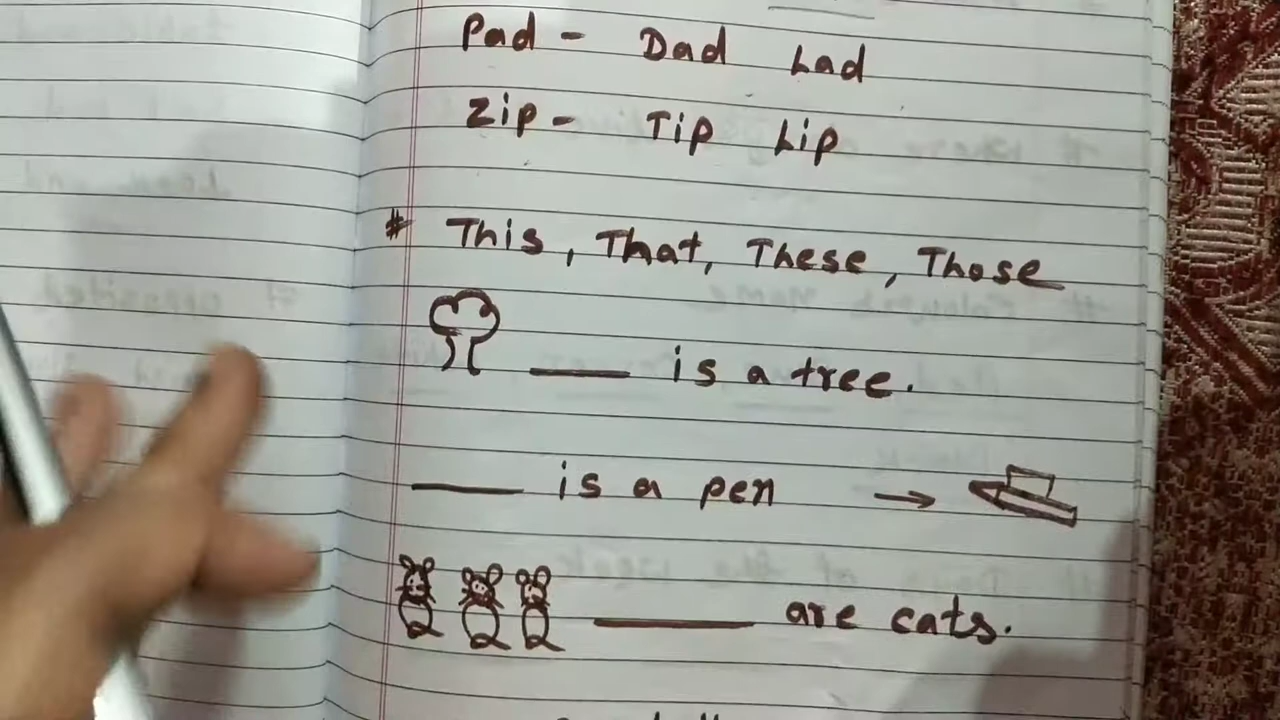 Pad - Dad Lad
Zip - Tip Lip
# This, That, These, Those
____ is a tree.
____ is a pen →
____ are cats.